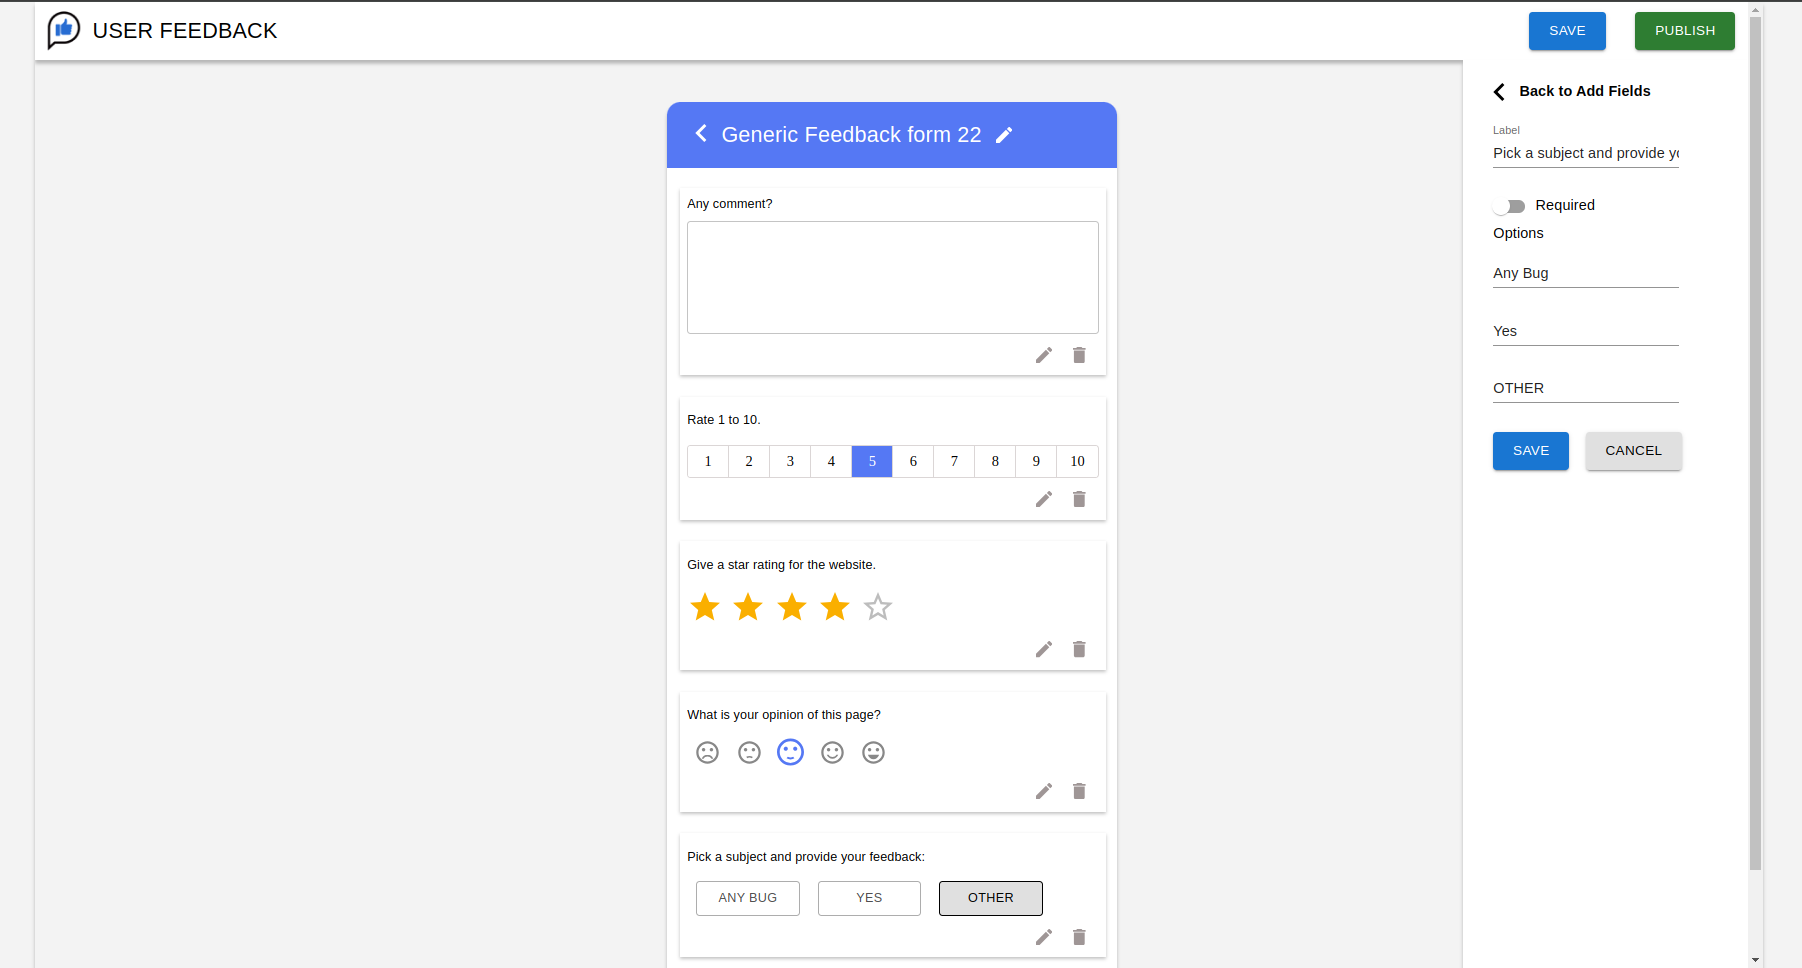 USER FEEDBACK
SAVE
PUBLISH
Generic Feedback form 22
Any comment?
Rate 1 to 10.
1 2 3 4 5 6 7 8 9 10
Give a star rating for the website.
What is your opinion of this page?
Pick a subject and provide your feedback:
ANY BUG YES OTHER
Back to Add Fields
Label
Pick a subject and provide
Required
Options
Any Bug
Yes
OTHER
SAVE CANCEL